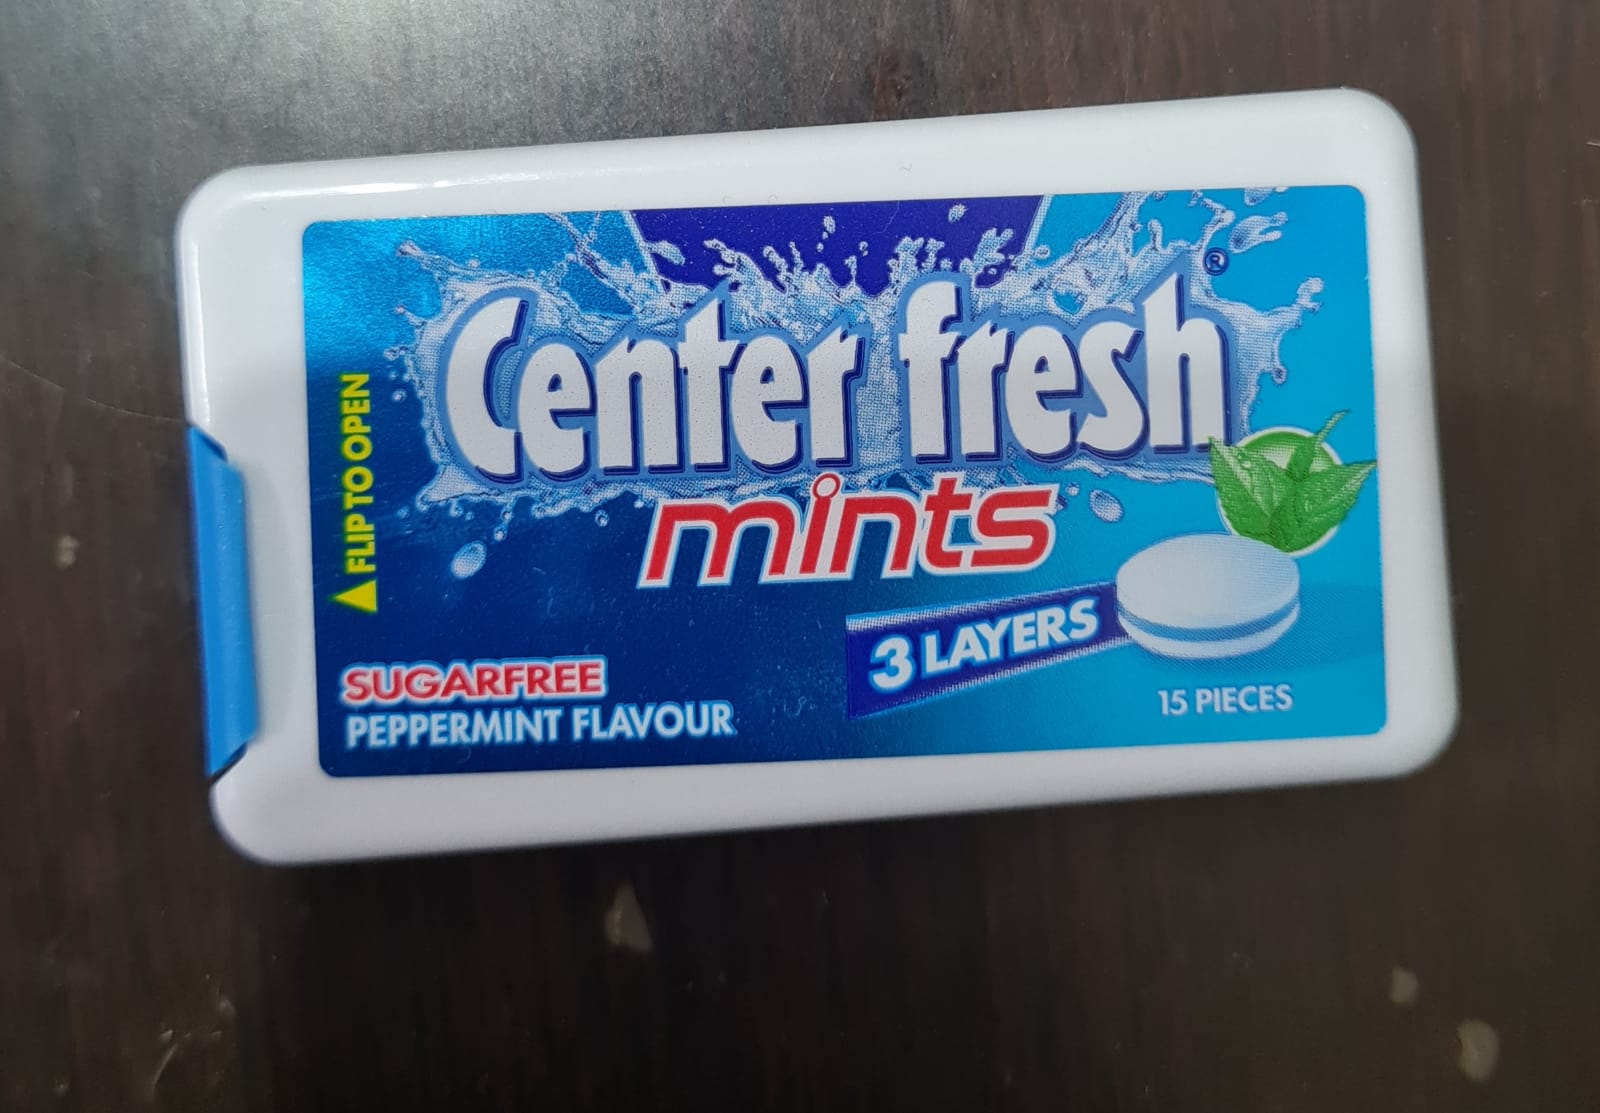 Center fresh®
mints
▲FLIP TO OPEN
3 LAYERS
SUGARFREE
PEPPERMINT FLAVOUR
15 PIECES